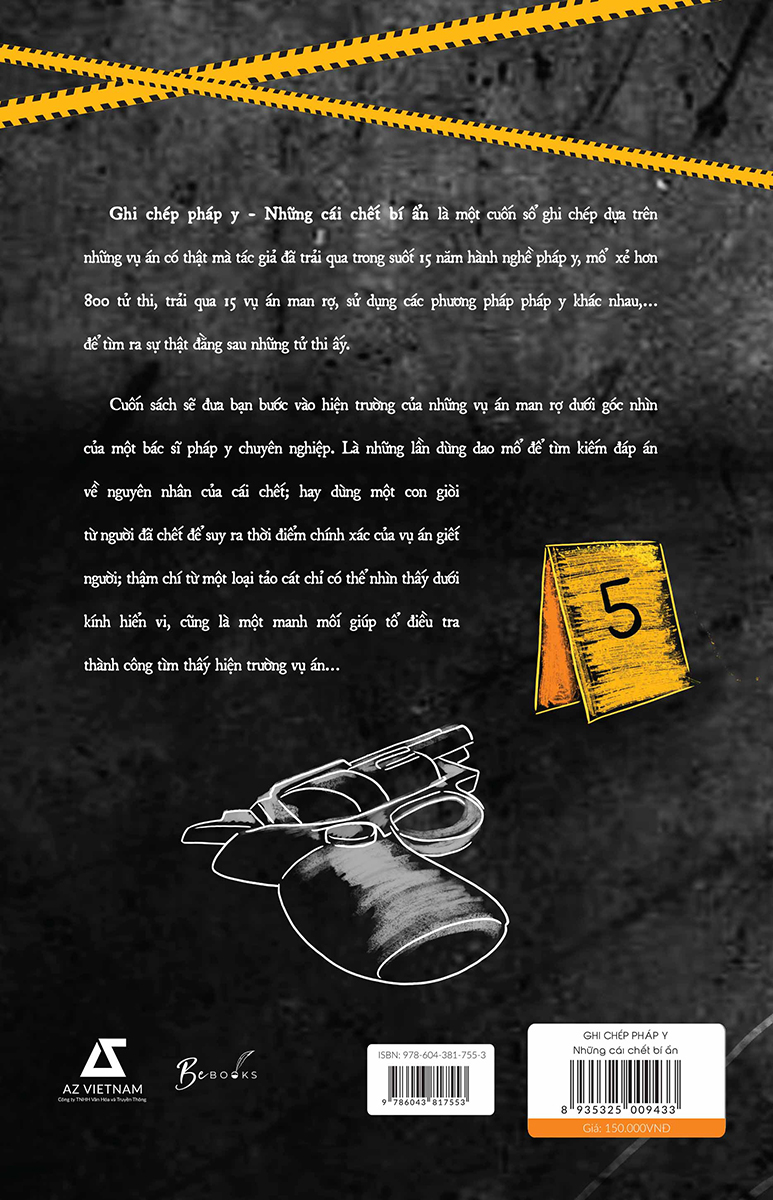 Ghi chép pháp y - Những cái chết bí ẩn là một cuốn sổ ghi chép dựa trên
những vụ án có thật mà tác giả đã trải qua trong suốt 15 năm hành nghề pháp y, mổ xẻ hơn
800 tử thi, trải qua 15 vụ án man rợ, sử dụng các phương pháp pháp y khác nhau,...
để tìm ra sự thật đằng sau những tử thi ấy.
Cuốn sách sẽ đưa bạn bước vào hiện trường của những vụ án man rợ dưới góc nhìn
của một bác sĩ pháp y chuyên nghiệp. Là những lần dùng dao mổ để tìm kiếm đáp án
về nguyên nhân của cái chết; hay dùng một con giòi
từ người đã chết để suy ra thời điểm chính xác của vụ án giết
người; thậm chí từ một loại tảo cát chỉ có thể nhìn thấy dưới
kính hiển vi, cũng là một manh mối giúp tổ điều tra
thành công tìm thấy hiện trường vụ án...
5
AZ VIETNAM
Công ty TNHH Văn Hóa và Truyền Thông
Be BOOKS
ISBN: 978-604-381-755-3
9 786043 817553
GHI CHÉP PHÁP Y
Những cái chết bí ẩn
8 935325 009433
Giá: 150.000VNĐ